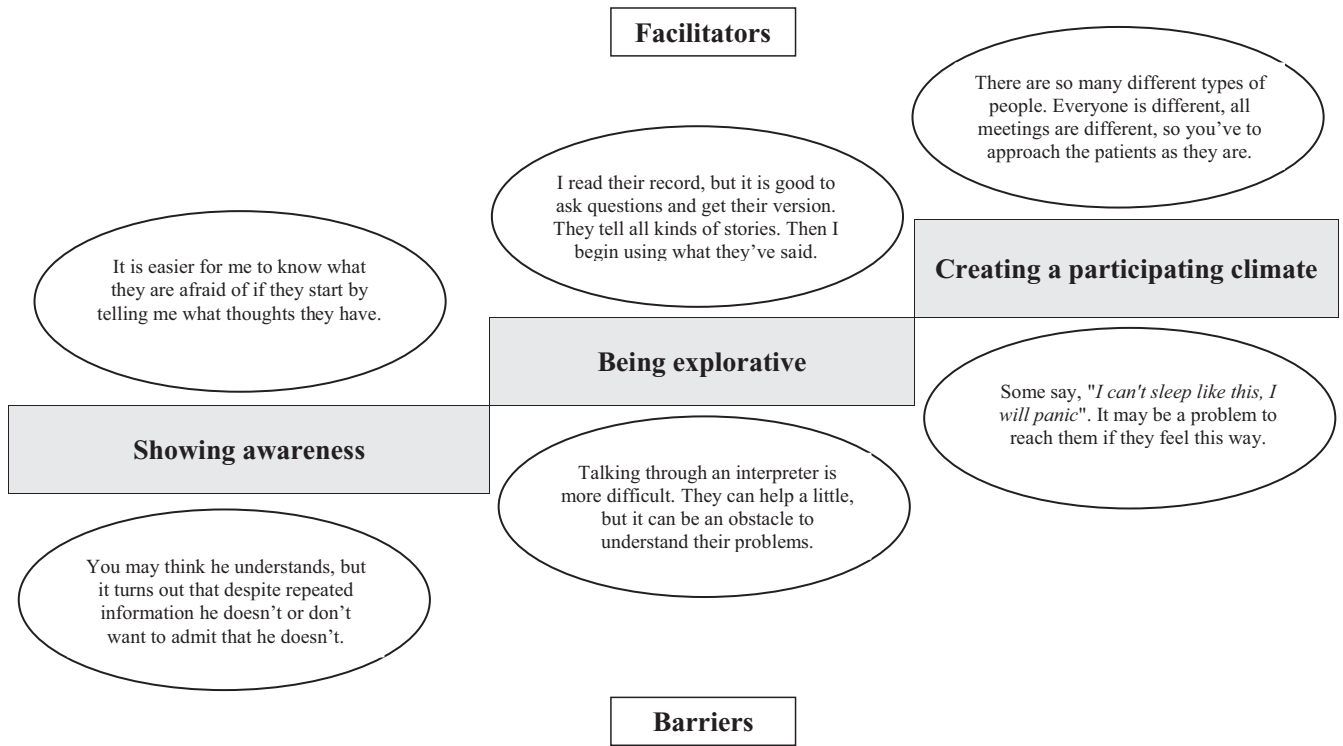 Facilitators
There are so many different types of
people. Everyone is different, all
meetings are different, so you’ve to
approach the patients as they are.
I read their record, but it is good to
ask questions and get their version.
They tell all kinds of stories. Then I
begin using what they’ve said.
It is easier for me to know what
they are afraid of if they start by
telling me what thoughts they have.
Creating a participating climate
Being explorative
Showing awareness
Some say, "I can't sleep like this, I
will panic". It may be a problem to
reach them if they feel this way.
Talking through an interpreter is
more difficult. They can help a little,
but it can be an obstacle to
understand their problems.
You may think he understands, but
it turns out that despite repeated
information he doesn’t or don’t
want to admit that he doesn’t.
Barriers